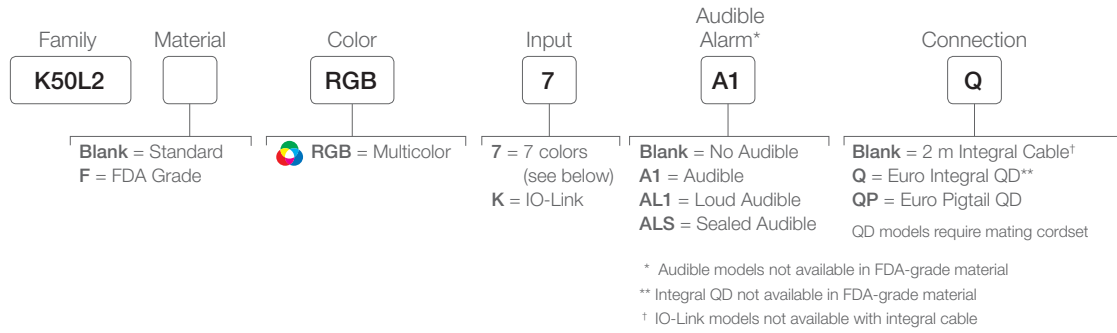 Family
Material
Color
Input
Audible
Alarm*
Connection
K50L2
RGB
7
A1
Q
Blank = Standard
F = FDA Grade
RGB = Multicolor
7 = 7 colors
(see below)
K = IO-Link
Blank = No Audible
A1 = Audible
AL1 = Loud Audible
ALS = Sealed Audible
Blank = 2 m Integral Cable†
Q = Euro Integral QD**
QP = Euro Pigtail QD
QD models require mating cordset
* Audible models not available in FDA-grade material
** Integral QD not available in FDA-grade material
† IO-Link models not available with integral cable